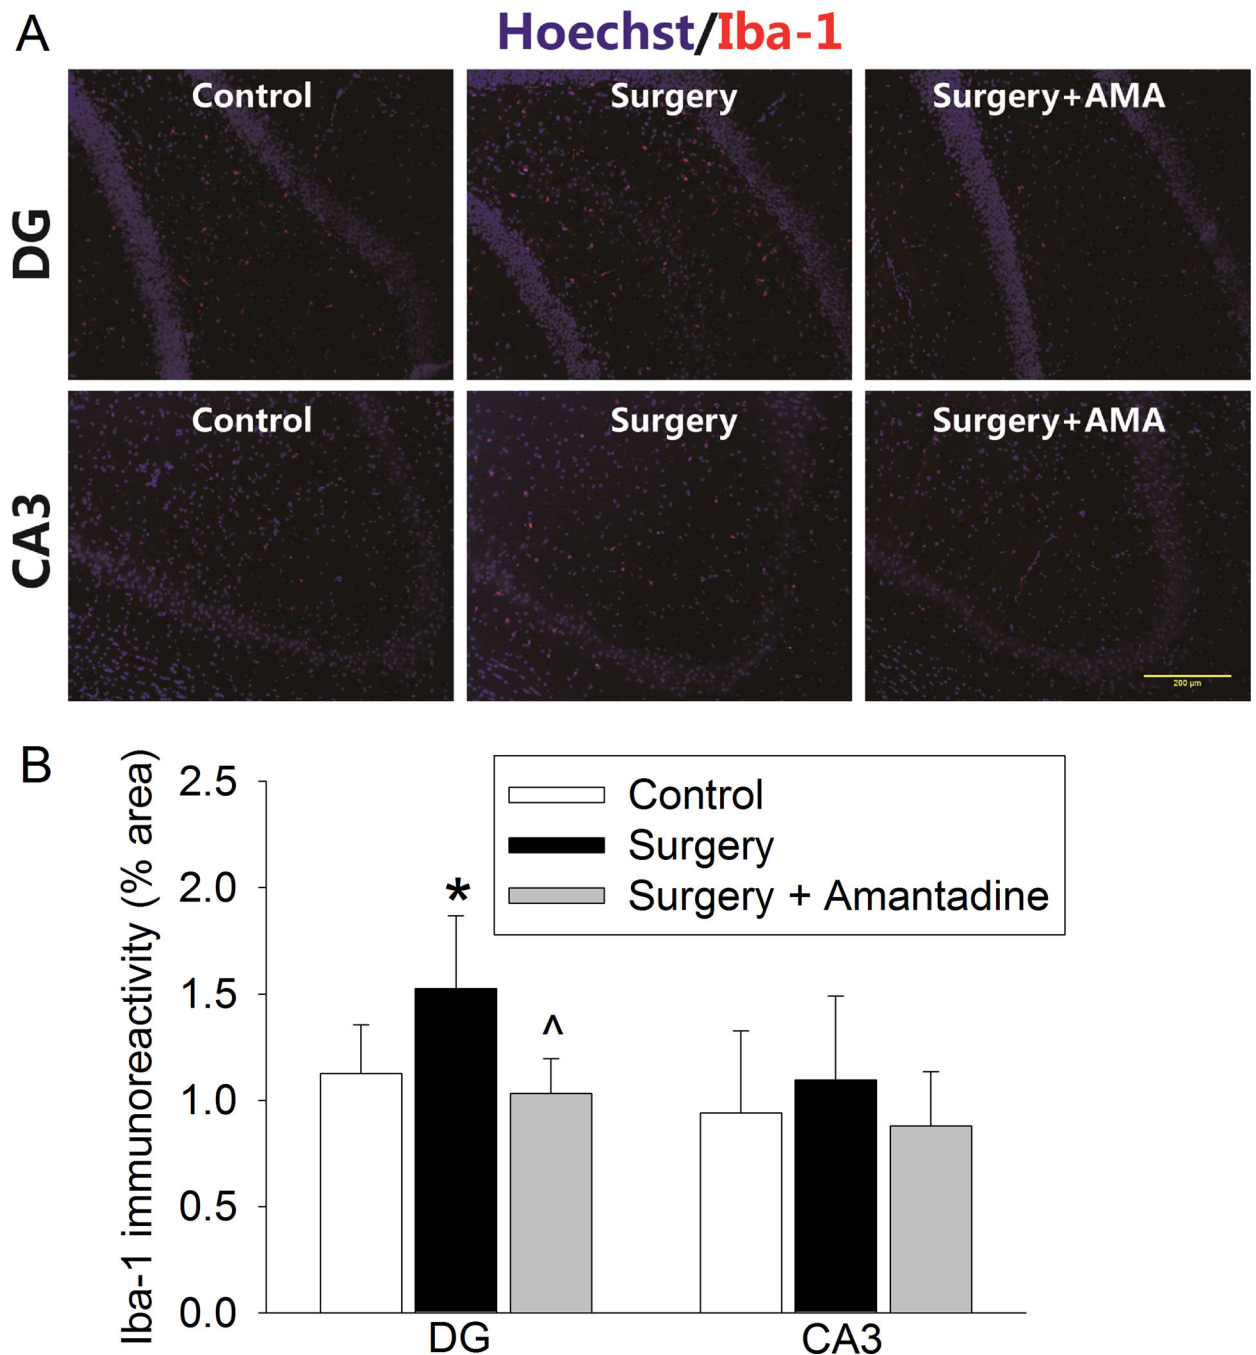 A
Hoechst/Iba-1
Control
Surgery
Surgery+AMA
DG
Control
Surgery
Surgery+AMA
CA3
200 µm
B
Iba-1 immunoreactivity (% area)
2.5
2.0
1.5
1.0
0.5
0.0
Control
Surgery
Surgery + Amantadine
*
^
DG
CA3